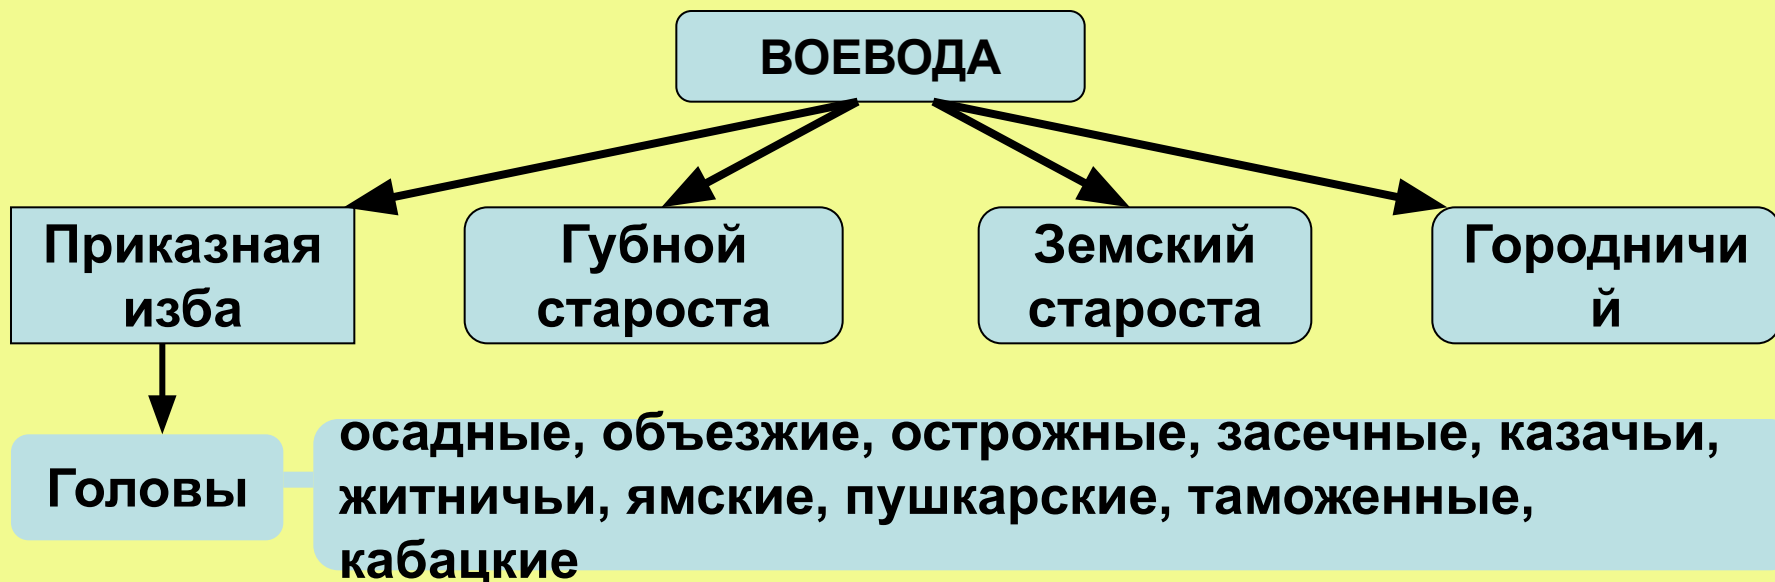 ВОЕВОДА
Приказная
изба
Губной
староста
Земский
староста
Городничи
й
Головы
осадные, объезжие, острожные, засечные, казачьи,
житничьи, ямские, пушкарские, таможенные,
кабацкие